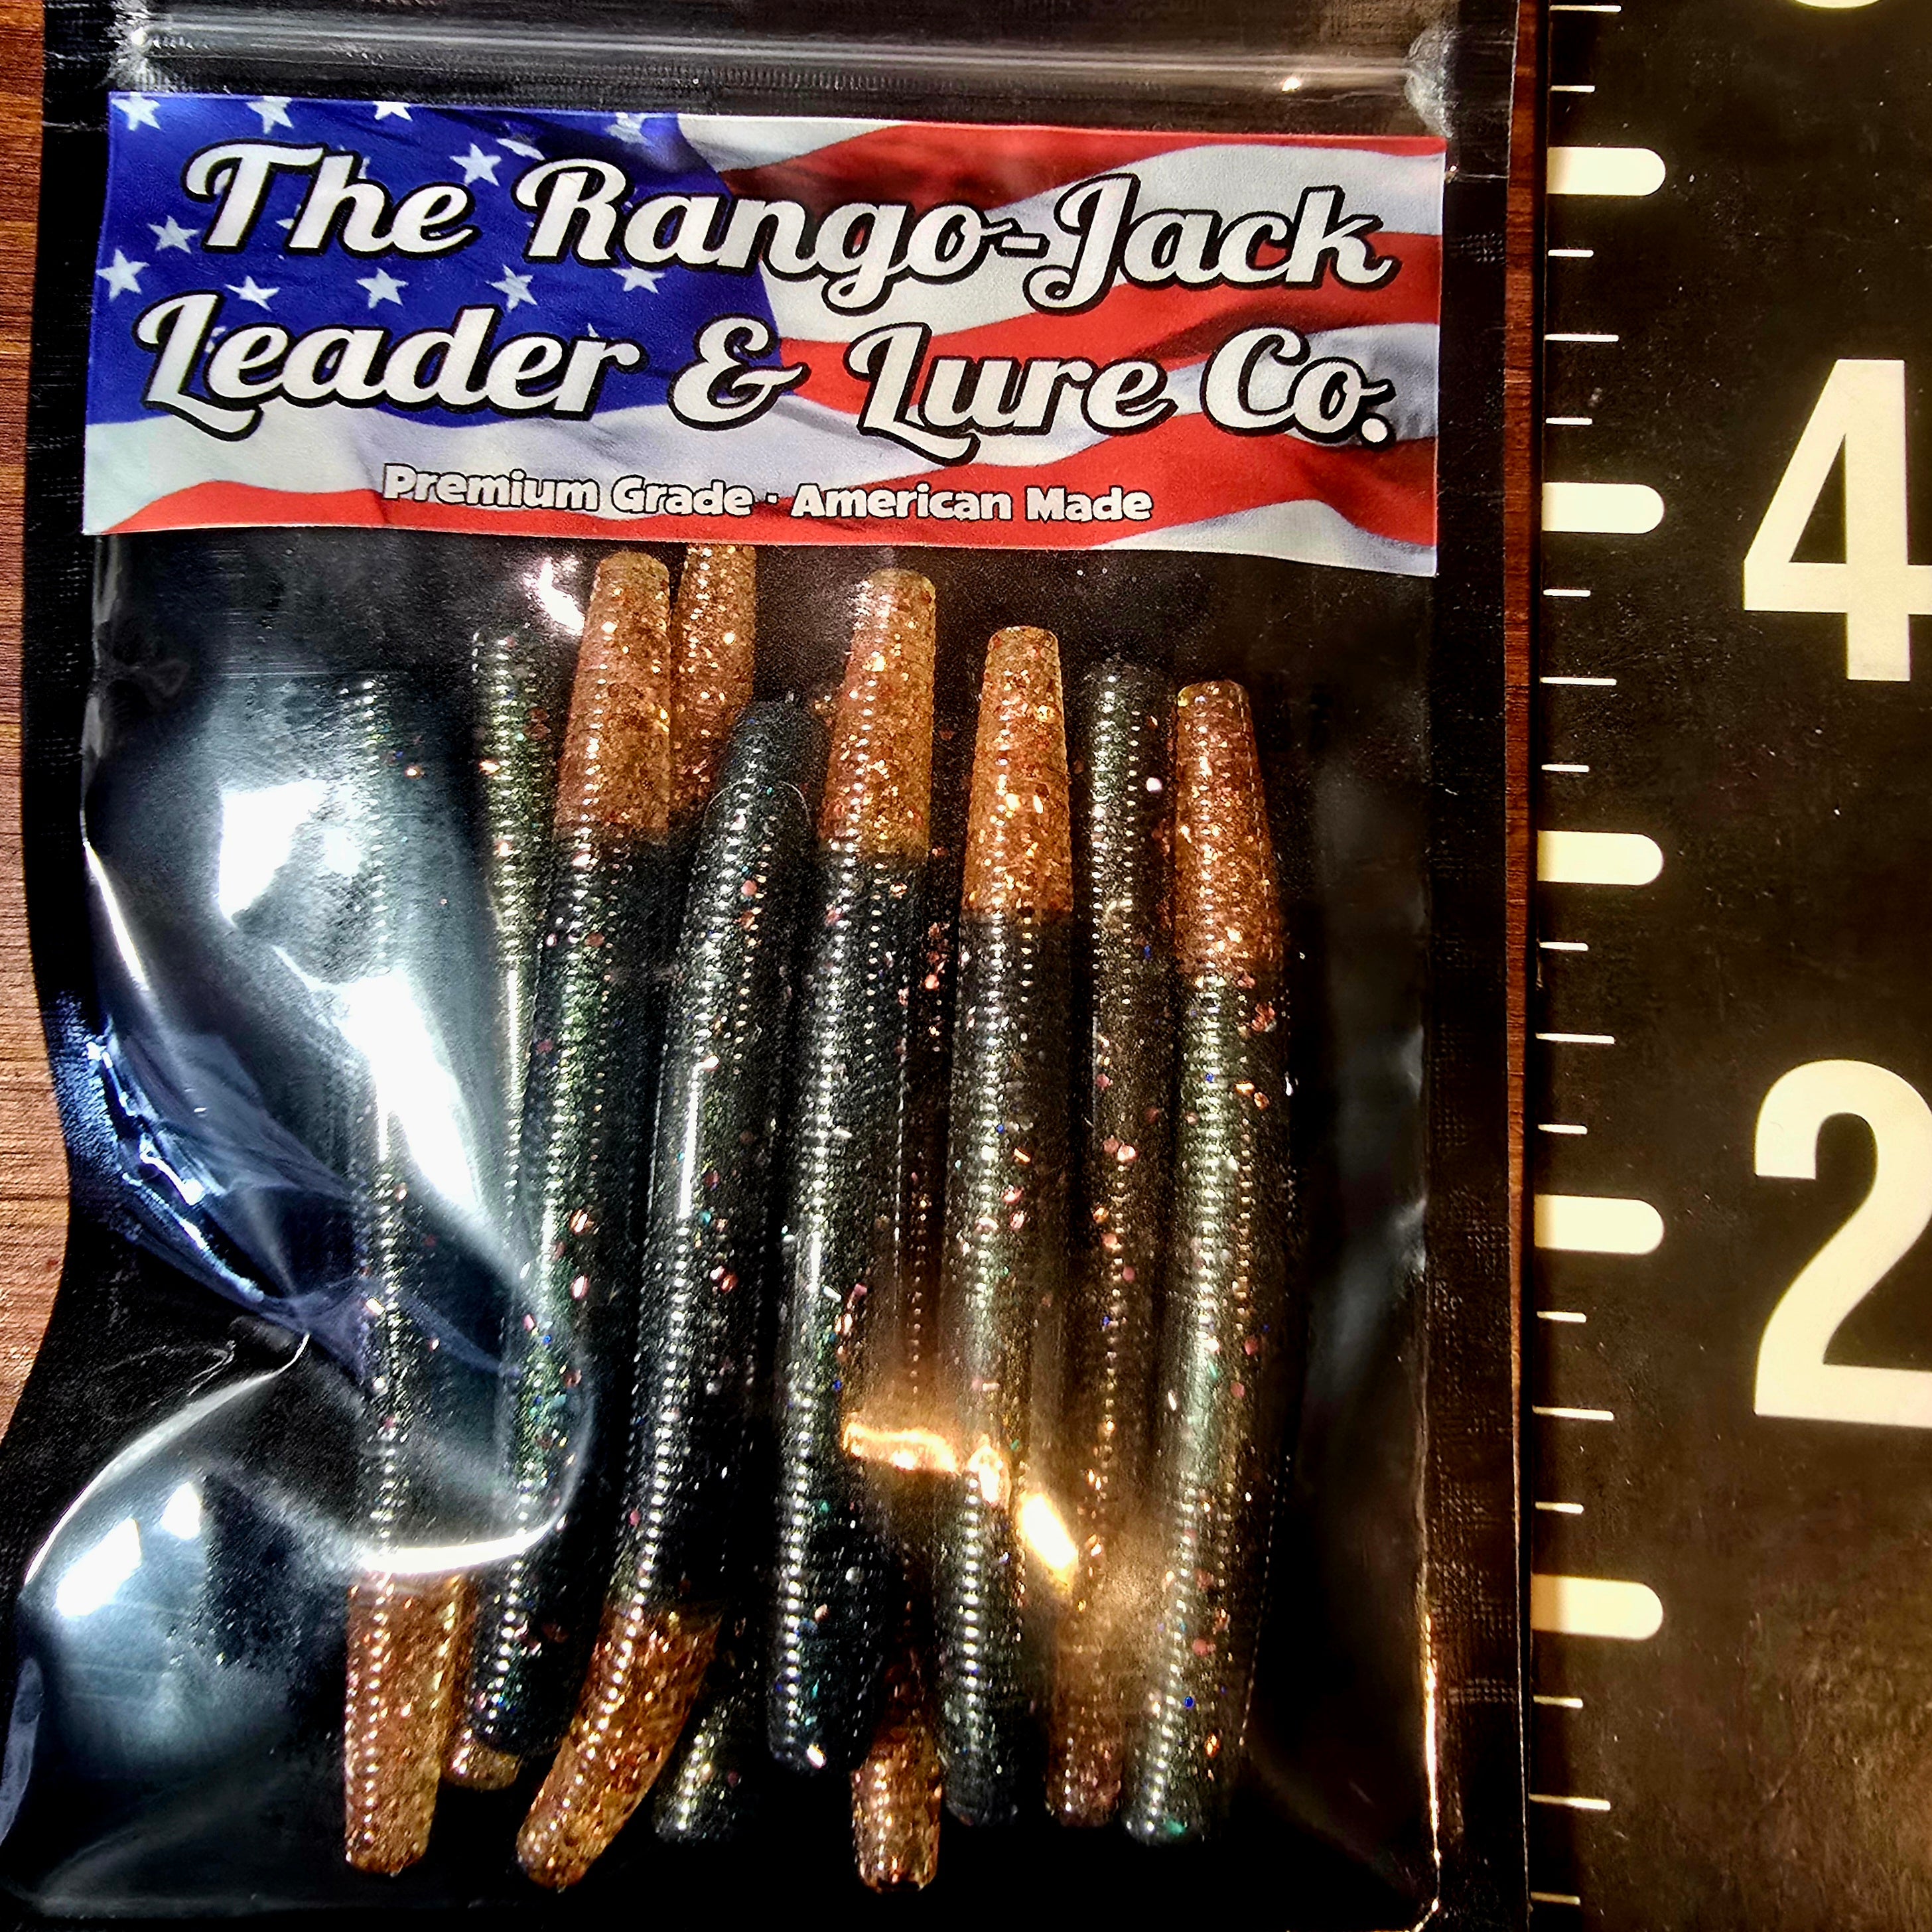 The Rango-Jack
Leader & Lure Co.
Premium Grade · American Made
4
2